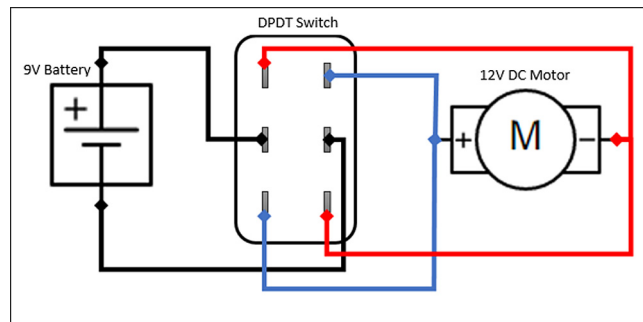 DPDT Switch
9V Battery
12V DC Motor
+
M
+
−